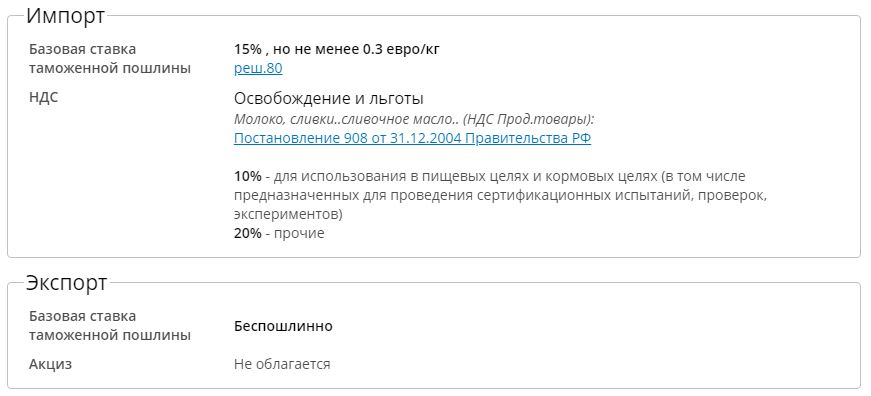 Импорт
Базовая ставка
таможенной пошлины
15% , но не менее 0.3 евро/кг
реш.80
НДС
Освобождение и льготы
Молоко, сливки..сливочное масло.. (НДС Прод.товары):
Постановление 908 от 31.12.2004 Правительства РФ
10% - для использования в пищевых целях и кормовых целях (в том числе
предназначенных для проведения сертификационных испытаний, проверок,
экспериментов)
20% - прочие
Экспорт
Базовая ставка
таможенной пошлины
Беспошлинно
Акциз
Не облагается